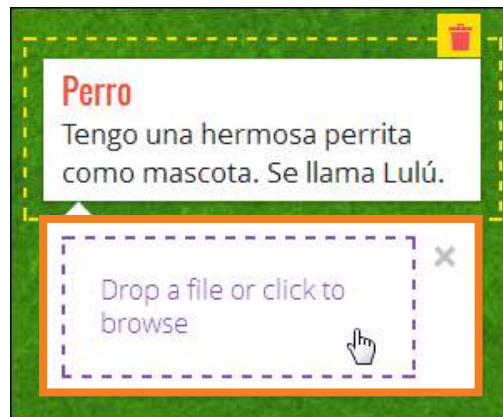 Perro
Tengo una hermosa perrita
como mascota. Se llama Lulú.
Drop a file or click to
browse